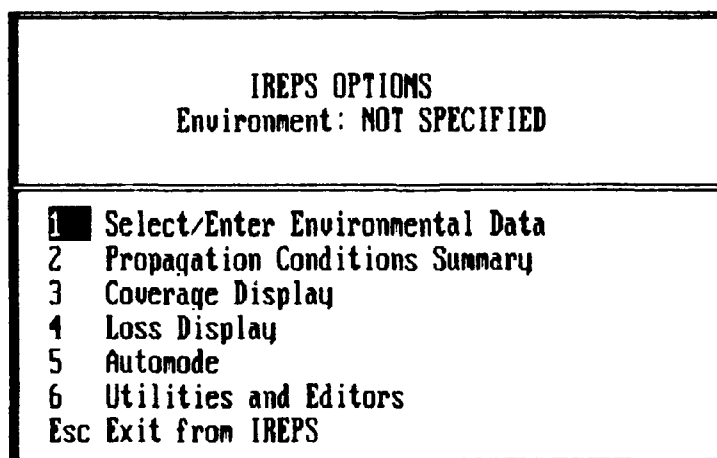 IREPS OPTIONS
Environment: NOT SPECIFIED
1 Select/Enter Environmental Data
2 Propagation Conditions Summary
3 Coverage Display
4 Loss Display
5 Automode
6 Utilities and Editors
Esc Exit from IREPS